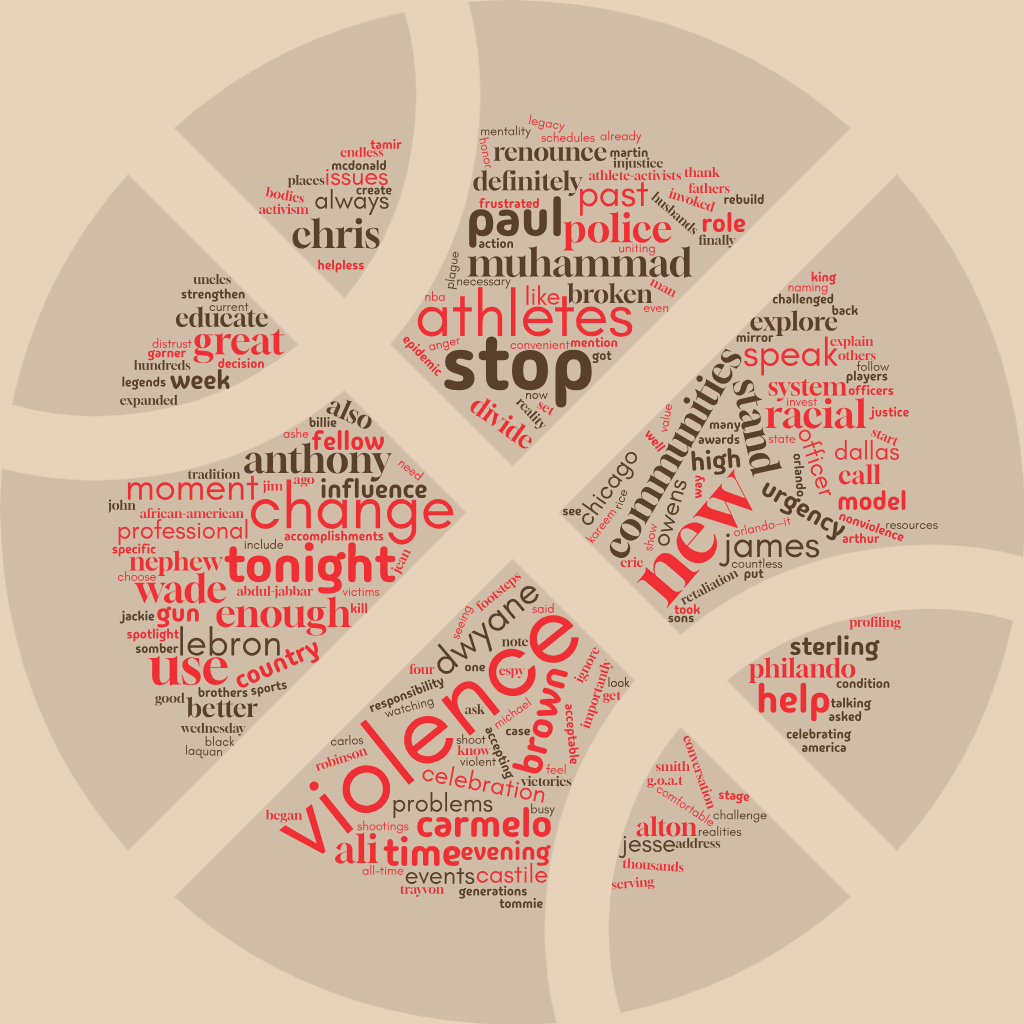 tamir
endless
mcdonald
places
issues
create
bodies
always
activism
chris
helpless
legacy
mentality
schedules
already
honor
renounce
martin
injustice
definitely
athlete-activists
thank
past
fathers
invoked
husbands
rebuild
frustrated
paul
police
role
action
uniting
finally
plague
muhammad
necessary
nba
like
broken
man
even
athletes
anger
epidemic
convenient
mention
stop
got
now
reality
set
divide
uncles
strengthen
current
educate
distrust
great
garner
hundreds
decision
legends
week
expanded
king
naming
challenged
back
explore
mirror
speak
explain
others
follow
players
communities
stand
system
officers
invest
racial
justice
value
well
many
awards
state
officer
start
dallas
chicago
high
orlando
call
see
way
rice
kareem
owens
urgency
model
nonviolence
resources
arthur
show
new
orlando—it
james
eric
countless
retaliation
put
took
sons
also
billie
ashe
fellow
anthony
need
tradition
moment
jim
ago
influence
john
african-american
change
professional
accomplishments
specific
include
jean
nephew
tonight
choose
wade
abdul-jabbar
victims
jackie
gun
enough
kill
spotlight
somber
lebron
use
country
good
brothers
sports
better
wednesday
black
laquan
footsteps
seeing
dwyane
said
note
violence
four
one
espy
ignore
responsibility
watching
ask
michael
brown
importantly
look
get
acceptable
carlos
robinson
shoot
know
case
accepting
violent
feel
celebration
victories
problems
busy
began
shootings
carmelo
ali
time
evening
all-time
events
castile
trayvon
generations
tommie
profiling
sterling
philando
condition
help
talking
asked
celebrating
america
conversation
smith
g.o.a.t
comfortable
stage
challenge
alton
realities
jesse
address
thousands
serving